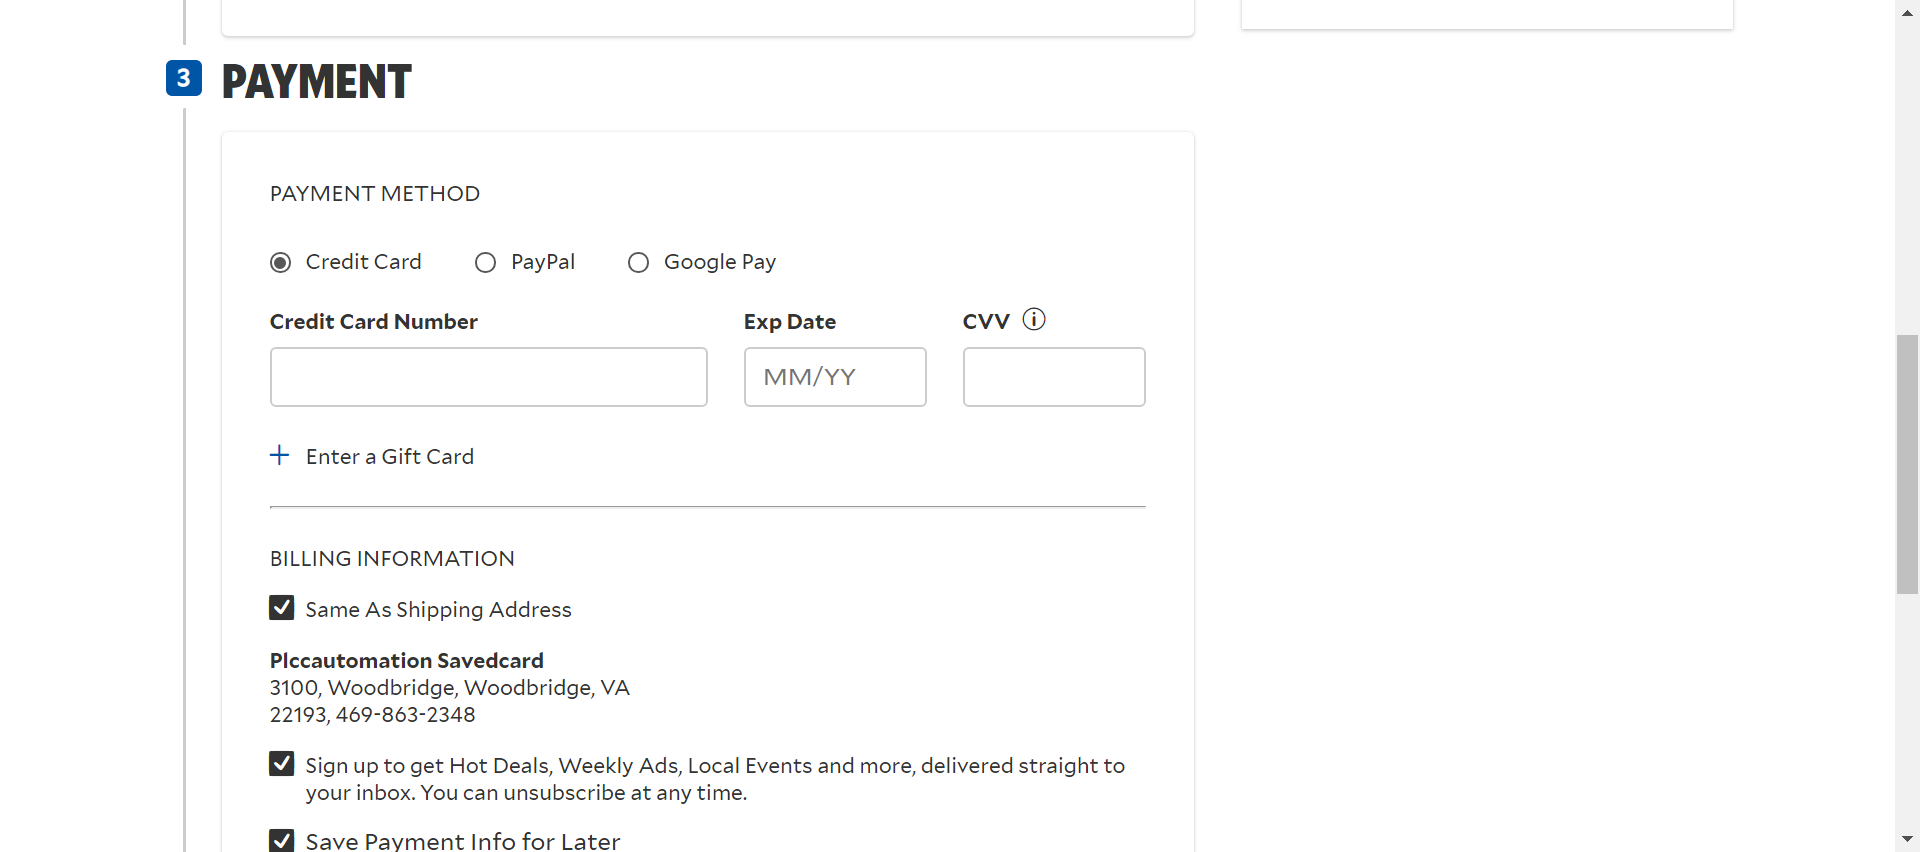 3 PAYMENT
PAYMENT METHOD
Credit Card PayPal Google Pay
Credit Card Number Exp Date CVV
MM/YY
Enter a Gift Card
BILLING INFORMATION
Same As Shipping Address
Plccautomation Savedcard
3100, Woodbridge, Woodbridge, VA
22193, 469-863-2348
Sign up to get Hot Deals, Weekly Ads, Local Events and more, delivered straight to
your inbox. You can unsubscribe at any time.
Save Payment Info for Later